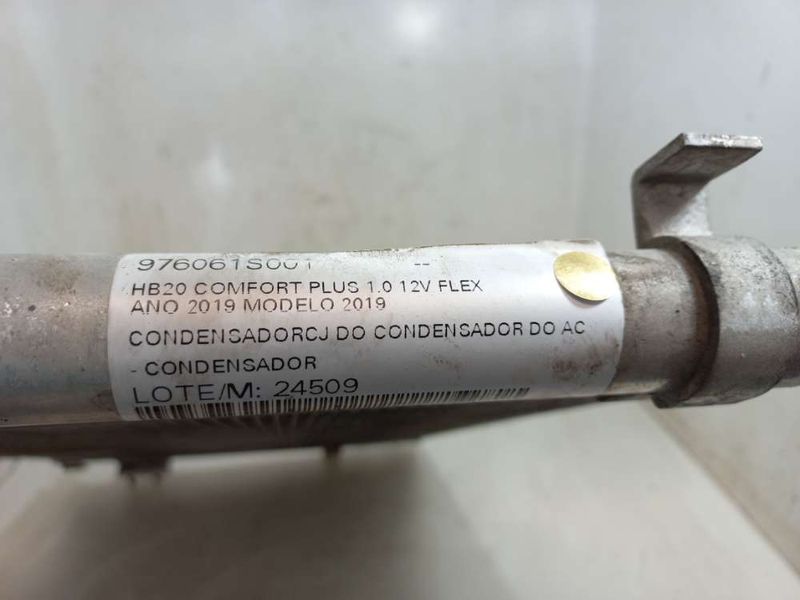 976061S001 --
HB20 COMFORT PLUS 1.0 12V FLEX
ANO 2019 MODELO 2019
CONDENSADORCJ DO CONDENSADOR DO AC
- CONDENSADOR
LOTE/M: 24509